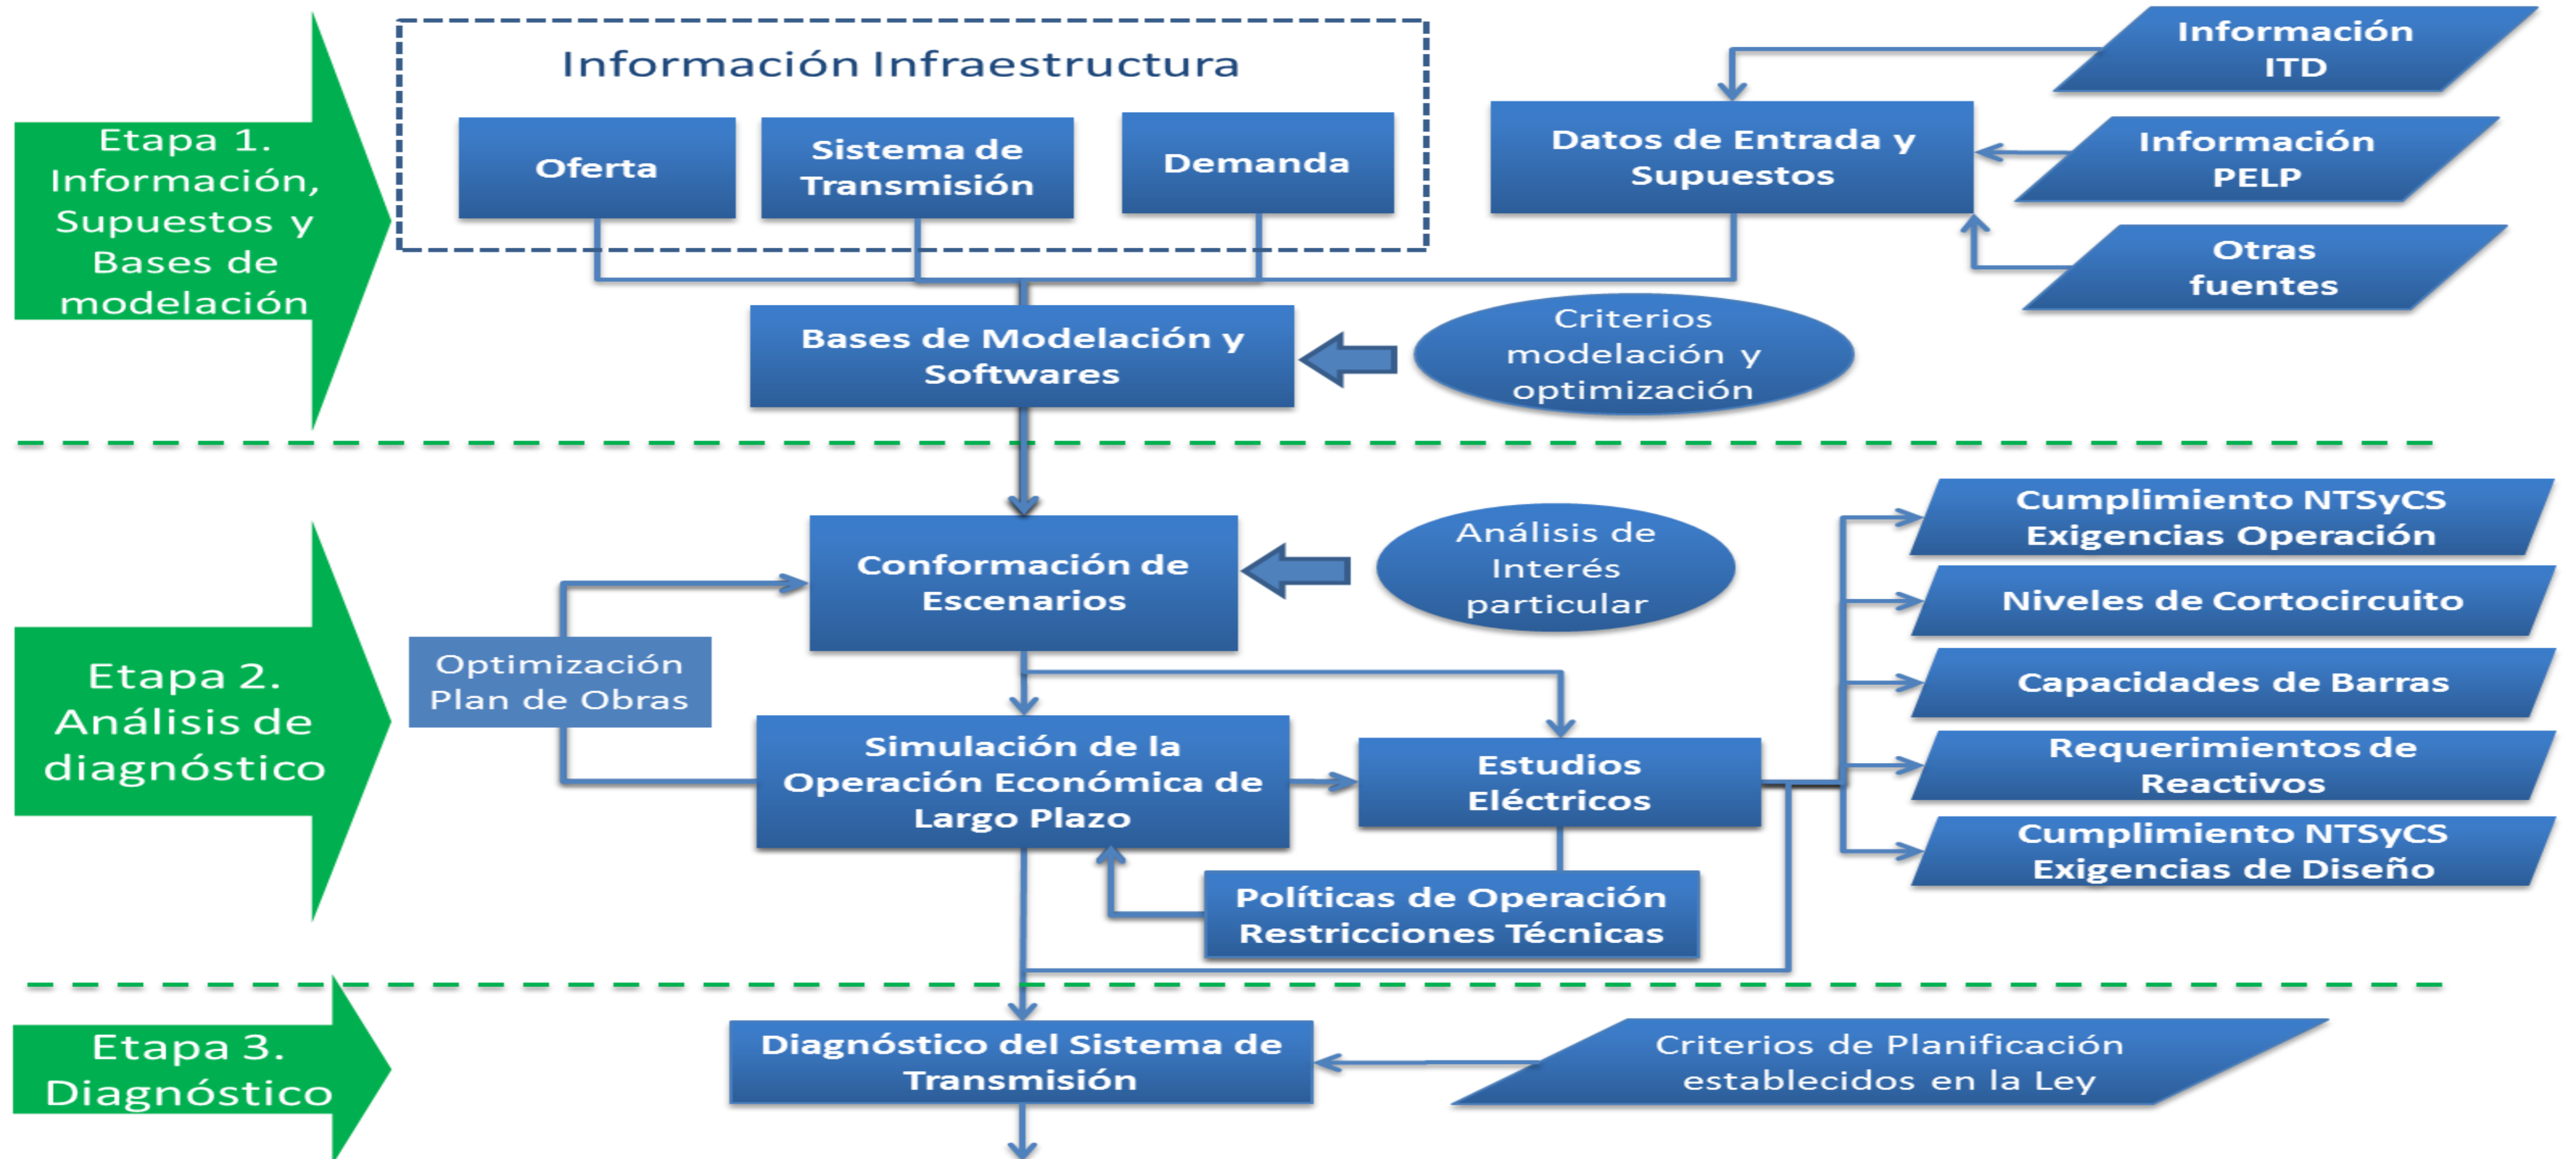 Etapa 1.
Información,
Supuestos y
Bases de
modelación
Información Infraestructura
Oferta
Sistema de
Transmisión
Demanda
Datos de Entrada y
Supuestos
Información
ITD
Información
PELP
Otras
fuentes
Bases de Modelación y
Softwares
Criterios
modelación y
optimización
Etapa 2.
Análisis de
diagnóstico
Conformación de
Escenarios
Análisis de
Interés
particular
Optimización
Plan de Obras
Simulación de la
Operación Económica de
Largo Plazo
Estudios
Eléctricos
Políticas de Operación
Restricciones Técnicas
Cumplimiento NTSyCS
Exigencias Operación
Niveles de Cortocircuito
Capacidades de Barras
Requerimientos de
Reactivos
Cumplimiento NTSyCS
Exigencias de Diseño
Etapa 3.
Diagnóstico
Diagnóstico del Sistema de
Transmisión
Criterios de Planificación
establecidos en la Ley